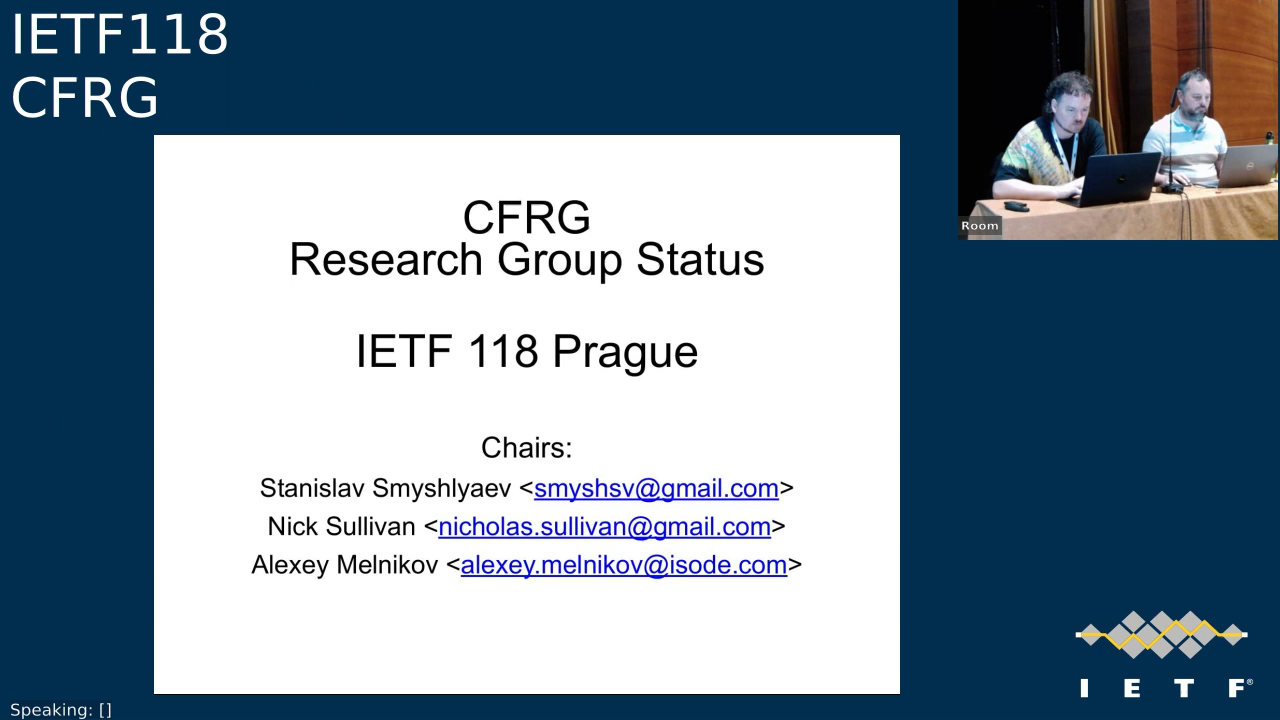 IETF118
CFRG
CFRG
Research Group Status
IETF 118 Prague
Chairs:
Stanislav Smyshlyaev <smyshsv@gmail.com>
Nick Sullivan <nicholas.sullivan@gmail.com>
Alexey Melnikov <alexey.melnikov@isode.com>
Room
I E T F®
Speaking: []